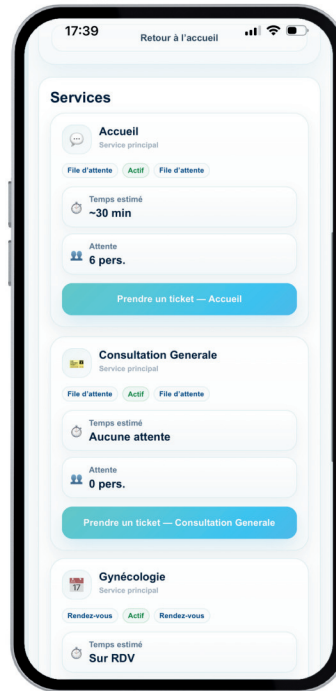 17:39
Retour à l'accueil
Services
Accueil
Service principal
File d'attente Actif File d'attente
Temps estimé
~30 min
Attente
6 pers.
Prendre un ticket — Accueil
Consultation Generale
Service principal
File d'attente Actif File d'attente
Temps estimé
Aucune attente
Attente
0 pers.
Prendre un ticket — Consultation Generale
17
Gynécologie
Service principal
Rendez-vous Actif Rendez-vous
Temps estimé
Sur RDV